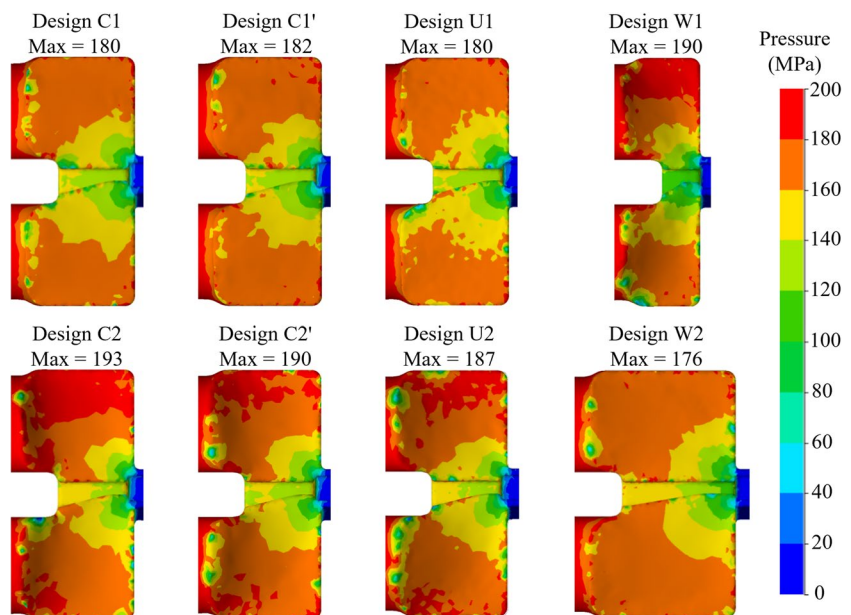 Design C1
Max = 180
Design C1'
Max = 182
Design U1
Max = 180
Design W1
Max = 190
Pressure
(MPa)
200
180
160
140
120
100
80
60
40
20
0
Design C2
Max = 193
Design C2'
Max = 190
Design U2
Max = 187
Design W2
Max = 176